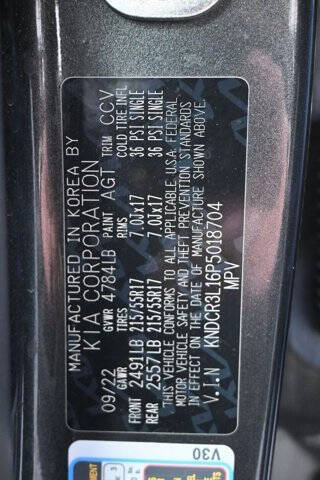 MANUFACTURED IN KOREA BY
KIA CORPORATION
09/22 GVWR 4784LB PAINT AGT TRIM CCV
GAWR TIRES RIMS COLD TIRE INFL
FRONT 2491LB 215/55R17 7.0Jx17 36 PSI SINGLE
REAR 2557LB 215/55R17 7.0Jx17 36 PSI SINGLE
THIS VEHICLE CONFORMS TO ALL APPLICABLE U.S.A. FEDERAL
MOTOR VEHICLE SAFETY AND THEFT PREVENTION STANDARDS
IN EFFECT ON THE DATE OF MANUFACTURE SHOWN ABOVE.
V.I.N KNDCR3L16P5018704
MPV
V30